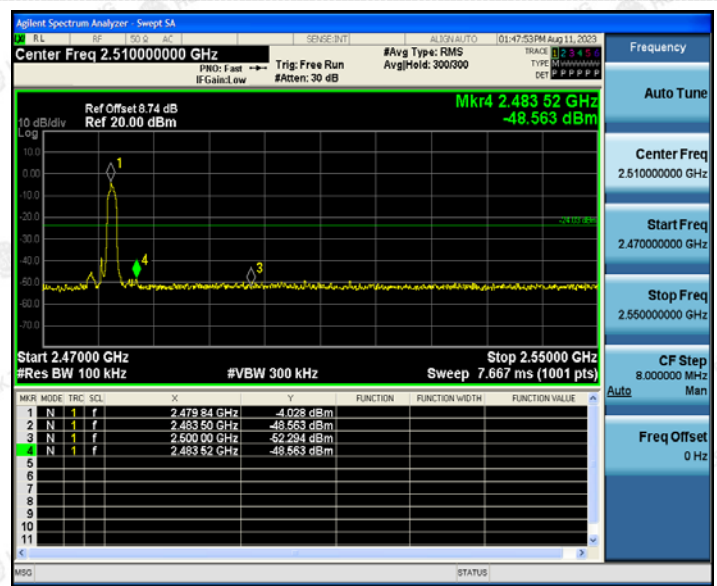 Agilent Spectrum Analyzer - Swept SA
RL RF 50 Ω AC SENSE:INT ALIGN AUTO 01:47:53 PM Aug 11, 2023
Center Freq 2.510000000 GHz
PNO: Fast
IFGain:Low
Trig: Free Run
#Atten: 30 dB
#Avg Type: RMS
Avg|Hold: 300/300
TRACE 1 2 3 4 5 6
TYPE M
DET P P P P P P
Ref Offset 8.74 dB
10 dB/div Ref 20.00 dBm
Log
Mkr4 2.483 52 GHz
-48.563 dBm
10.0
0.00
-10.0
-20.0
-30.0
-40.0
-50.0
-60.0
-70.0
1
4
3
-24.03 dBm
Start 2.47000 GHz Stop 2.55000 GHz
#Res BW 100 kHz #VBW 300 kHz Sweep 7.667 ms (1001 pts)
MKR MODE TRC SCL X Y FUNCTION FUNCTION WIDTH FUNCTION VALUE
1 N 1 f 2.479 84 GHz -4.028 dBm
2 N 1 f 2.483 50 GHz -48.563 dBm
3 N 1 f 2.500 00 GHz -52.294 dBm
4 N 1 f 2.483 52 GHz -48.563 dBm
5
6
7
8
9
10
11
MSG STATUS
Frequency
Auto Tune
Center Freq
2.510000000 GHz
Start Freq
2.470000000 GHz
Stop Freq
2.550000000 GHz
CF Step
8.000000 MHz
Auto Man
Freq Offset
0 Hz